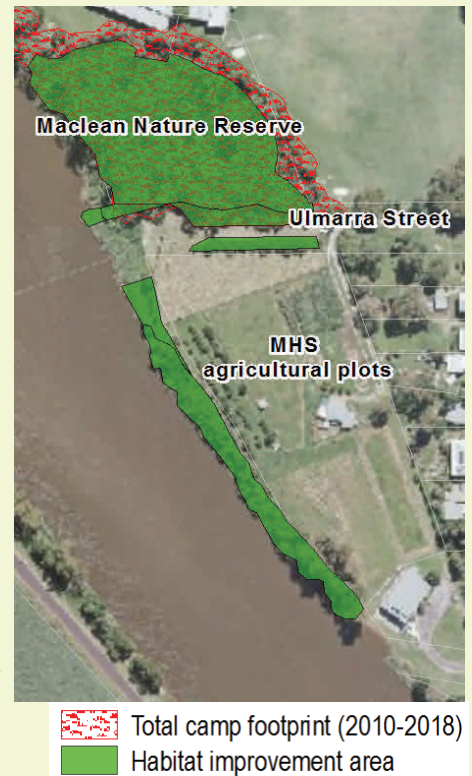 Maclean Nature Reserve
Ulmarra Street
MHS
agricultural plots
Total camp footprint (2010-2018)
Habitat improvement area